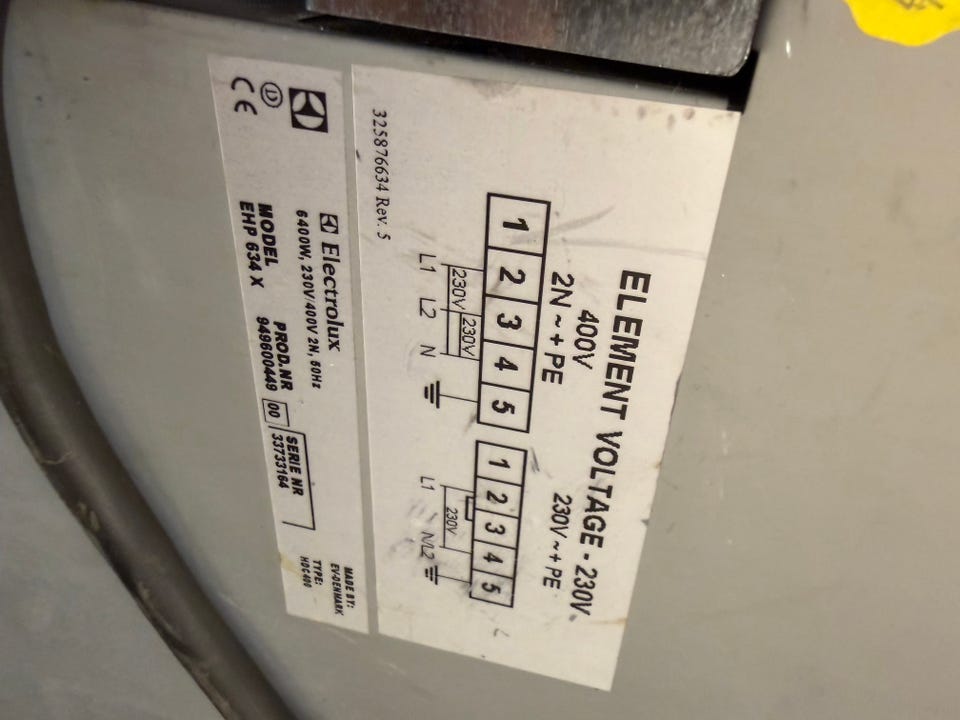 ELEMENT VOLTAGE - 230V
400V
2N ~ + PE
230V ~ + PE
1 2 3 4 5
1 2 3 4 5
230V 230V
230V
L1 L2 N
L1 N/L2
325876634 Rev. 5
Electrolux
6400W, 230V/400V 2N, 50Hz
MODEL
EHP 634 X
PROD.NR
949600449 00
SERIE NR
33733164
MADE BY:
EV-DENMARK
TYPE:
HOC400
D
CE